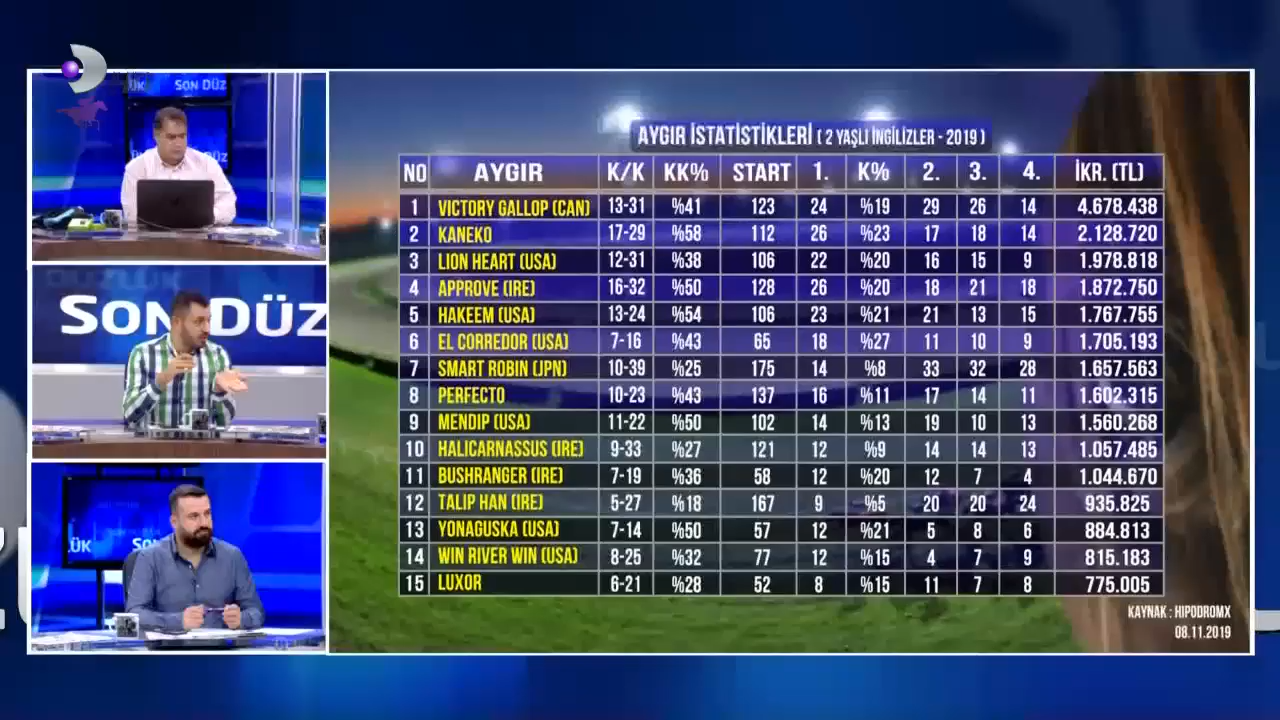 LÜK
SON DÜZ
DÜZ
DÜZLÜK
SON DÜZ
LÜK
SON
AYGIR İSTATİSTİKLERİ ( 2 YAŞLI İNGİLİZLER - 2019 )
NO AYGIR K/K KK% START 1. K% 2. 3. 4. İKR. (TL)
1 VICTORY GALLOP (CAN) 13-31 %41 123 24 %19 29 26 14 4.678.438
2 KANEKO 17-29 %58 112 26 %23 17 18 14 2.128.720
3 LION HEART (USA) 12-31 %38 106 22 %20 16 15 9 1.978.818
4 APPROVE (IRE) 16-32 %50 128 26 %20 18 21 18 1.872.750
5 HAKEEM (USA) 13-24 %54 106 23 %21 21 13 15 1.767.755
6 EL CORREDOR (USA) 7-16 %43 65 18 %27 11 10 9 1.705.193
7 SMART ROBIN (JPN) 10-39 %25 175 14 %8 33 32 28 1.657.563
8 PERFECTO 10-23 %43 137 16 %11 17 14 11 1.602.315
9 MENDIP (USA) 11-22 %50 102 14 %13 19 10 13 1.560.268
10 HALICARNASSUS (IRE) 9-33 %27 121 12 %9 14 14 13 1.057.485
11 BUSHRANGER (IRE) 7-19 %36 58 12 %20 12 7 4 1.044.670
12 TALIP HAN (IRE) 5-27 %18 167 9 %5 20 20 24 935.825
13 YONAGUSKA (USA) 7-14 %50 57 12 %21 5 8 6 884.813
14 WIN RIVER WIN (USA) 8-25 %32 77 12 %15 4 7 9 815.183
15 LUXOR 6-21 %28 52 8 %15 11 7 8 775.005
KAYNAK : HIPODROMX
08.11.2019